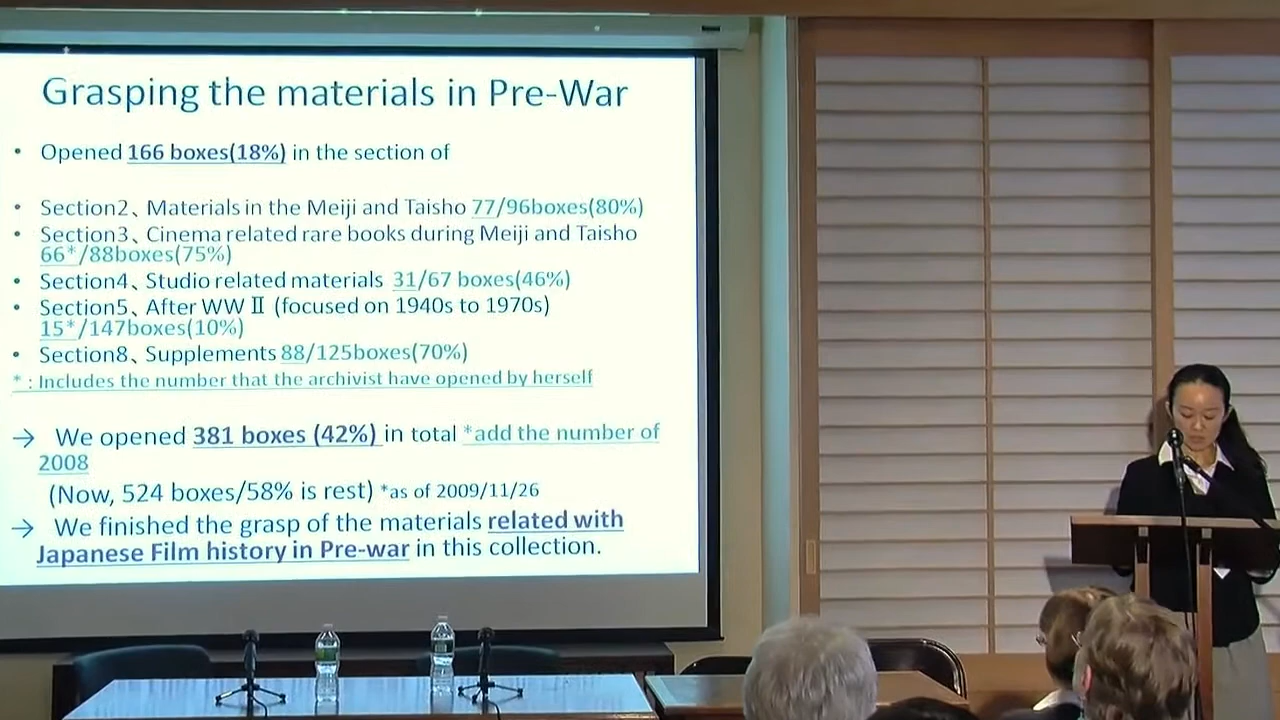 Grasping the materials in Pre-War
• Opened 166 boxes(18%) in the section of
• Section2、Materials in the Meiji and Taisho 77/96boxes(80%)
• Section3、Cinema related rare books during Meiji and Taisho
66*/88boxes(75%)
• Section4、Studio related materials 31/67 boxes(46%)
• Section5、After WW Ⅱ (focused on 1940s to 1970s)
15*/147boxes(10%)
• Section8、Supplements 88/125boxes(70%)
* : Includes the number that the archivist have opened by herself
→ We opened 381 boxes (42%) in total *add the number of
2008
(Now, 524 boxes/58% is rest) *as of 2009/11/26
→ We finished the grasp of the materials related with
Japanese Film history in Pre-war in this collection.